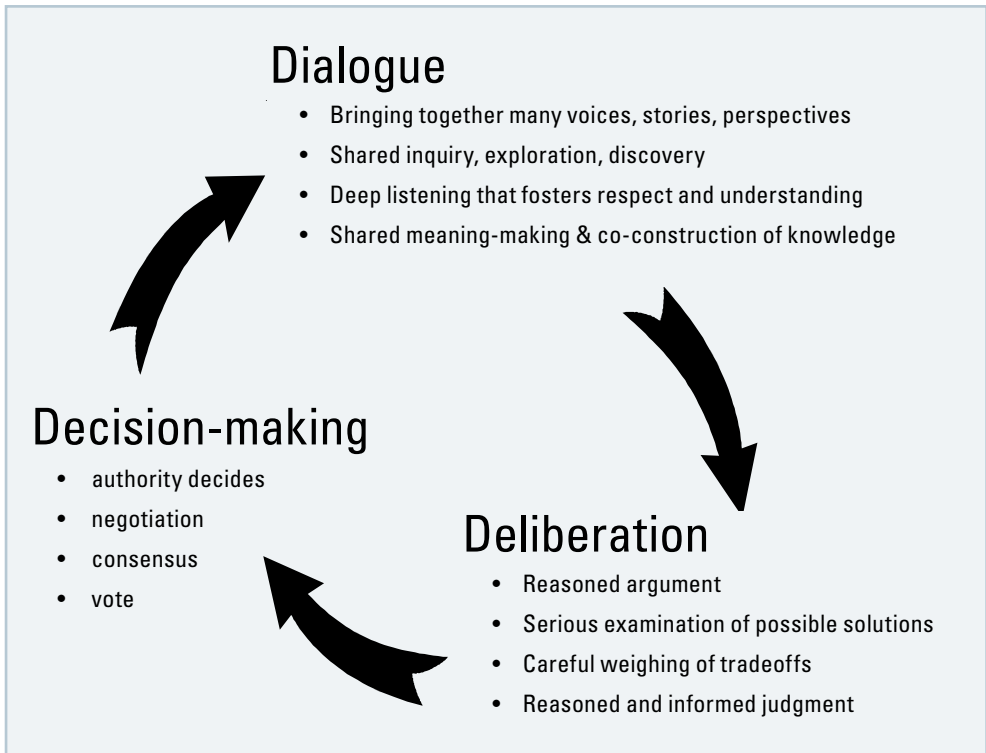 Dialogue
• Bringing together many voices, stories, perspectives
• Shared inquiry, exploration, discovery
• Deep listening that fosters respect and understanding
• Shared meaning-making & co-construction of knowledge
Decision-making
• authority decides
• negotiation
• consensus
• vote
Deliberation
• Reasoned argument
• Serious examination of possible solutions
• Careful weighing of tradeoffs
• Reasoned and informed judgment